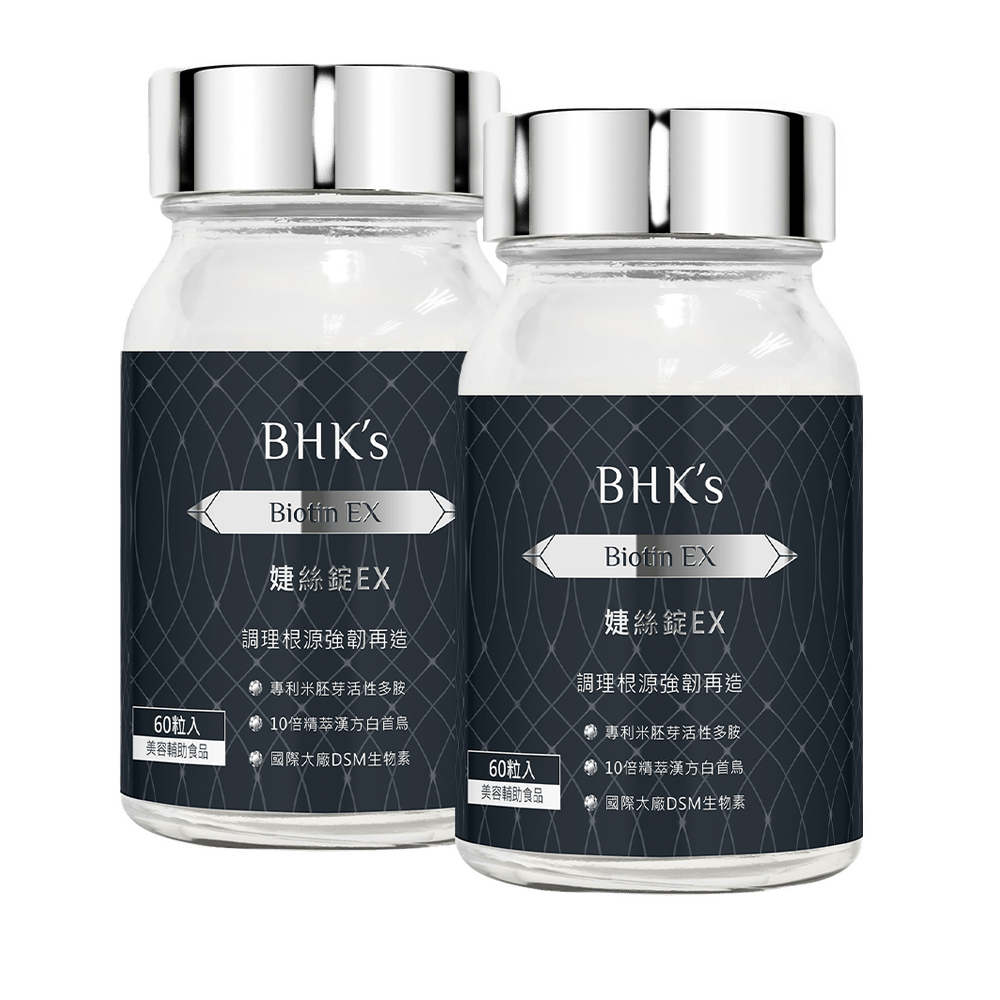 BHK's
Biotin EX
婕絲錠EX
調理根源強韌再造
專利米胚芽活性多胺
10倍精萃漢方白首烏
國際大廠DSM生物素
60粒入
美容輔助食品
BHK's
Biotin EX
婕絲錠EX
調理根源強韌再造
專利米胚芽活性多胺
10倍精萃漢方白首烏
國際大廠DSM生物素
60粒入
美容輔助食品